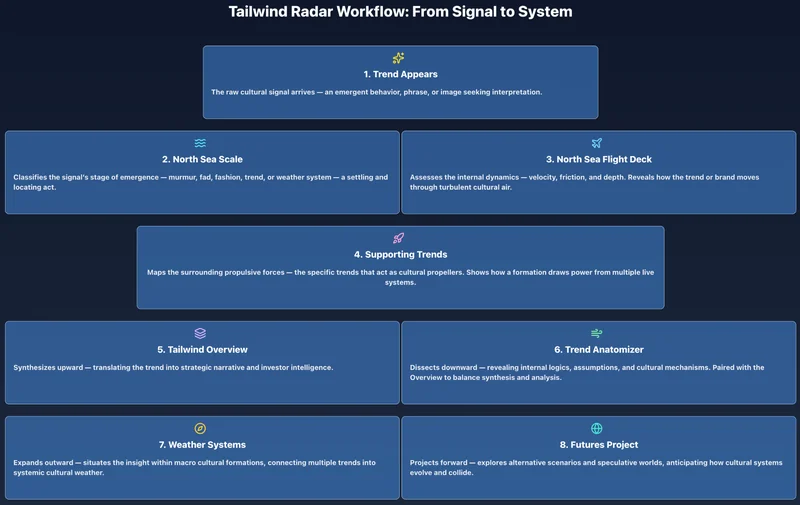 Tailwind Radar Workflow: From Signal to System
1. Trend Appears
The raw cultural signal arrives — an emergent behavior, phrase, or image seeking interpretation.
2. North Sea Scale
Classifies the signal's stage of emergence — murmur, fad, fashion, trend, or weather system — a settling and
locating act.
3. North Sea Flight Deck
Assesses the internal dynamics — velocity, friction, and depth. Reveals how the trend or brand moves
through turbulent cultural air.
4. Supporting Trends
Maps the surrounding propulsive forces — the specific trends that act as cultural propellers. Shows how a formation draws power from multiple live
systems.
5. Tailwind Overview
Synthesizes upward — translating the trend into strategic narrative and investor intelligence.
6. Trend Anatomizer
Dissects downward — revealing internal logics, assumptions, and cultural mechanisms. Paired with the
Overview to balance synthesis and analysis.
7. Weather Systems
Expands outward — situates the insight within macro cultural formations, connecting multiple trends into
systemic cultural weather.
8. Futures Project
Projects forward — explores alternative scenarios and speculative worlds, anticipating how cultural systems
evolve and collide.